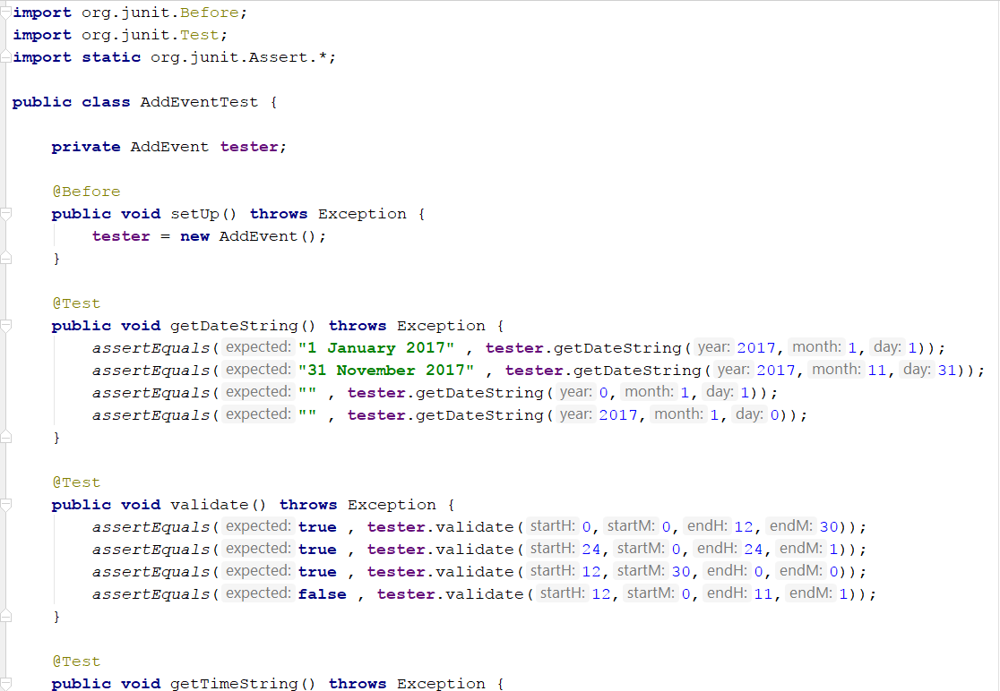 import org.junit.Before;
import org.junit.Test;
import static org.junit.Assert.*;

public class AddEventTest {

    private AddEvent tester;

    @Before
    public void setUp() throws Exception {
        tester = new AddEvent();
    }

    @Test
    public void getDateString() throws Exception {
        assertEquals( expected: "1 January 2017" , tester.getDateString( year: 2017, month: 1, day: 1));
        assertEquals( expected: "31 November 2017" , tester.getDateString( year: 2017, month: 11, day: 31));
        assertEquals( expected: "" , tester.getDateString( year: 0, month: 1, day: 1));
        assertEquals( expected: "" , tester.getDateString( year: 2017, month: 1, day: 0));
    }

    @Test
    public void validate() throws Exception {
        assertEquals( expected: true , tester.validate( startH: 0, startM: 0, endH: 12, endM: 30));
        assertEquals( expected: true , tester.validate( startH: 24, startM: 0, endH: 24, endM: 1));
        assertEquals( expected: true , tester.validate( startH: 12, startM: 30, endH: 0, endM: 0));
        assertEquals( expected: false , tester.validate( startH: 12, startM: 0, endH: 11, endM: 1));
    }

    @Test
    public void getTimeString() throws Exception {